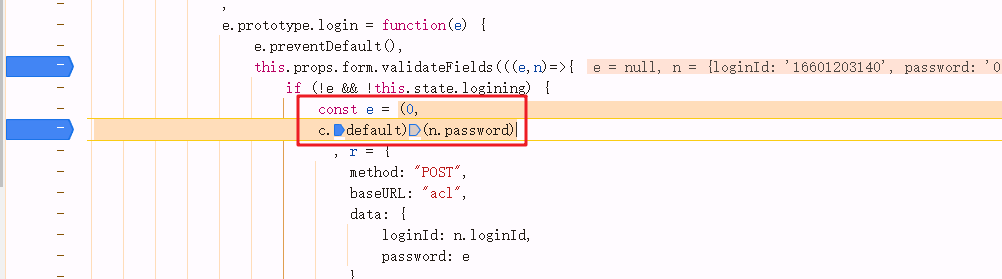 ,
e.prototype.login = function(e) {
e.preventDefault(),
this.props.form.validateFields(((e,n)=>{ e = null, n = {loginId: '16601203140', password: '0
if (!e && !this.state.logining) {
const e = (0,
c.default)(n.password)
, r = {
method: "POST",
baseURL: "acl",
data: {
loginId: n.loginId,
password: e
}